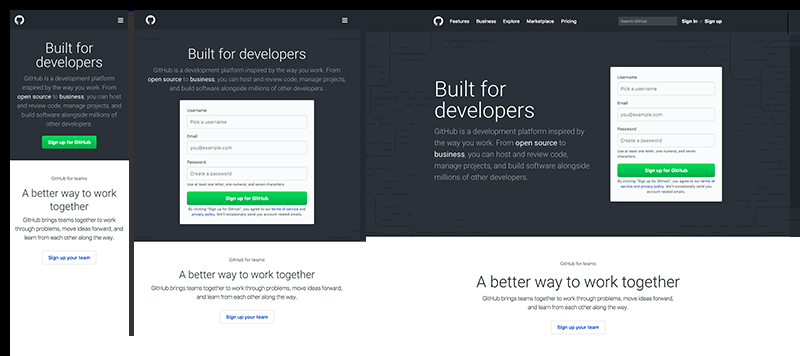 Built for
developers
GitHub is a development platform
inspired by the way you work. From
open source to business, you can host
and review code, manage projects, and
build software alongside millions of
other developers.
Sign up for GitHub
GitHub for teams
A better way to work
together
GitHub brings teams together to work
through problems, move ideas forward, and
learn from each other along the way.
Sign up your team
Built for developers
GitHub is a development platform inspired by the way you work. From
open source to business, you can host and review code, manage projects,
and build software alongside millions of other developers.
Username
Pick a username
Email
you@example.com
Password
Create a password
Use at least one letter, one numeral, and seven
characters.
Sign up for GitHub
By clicking "Sign up for GitHub", you agree to our terms of service and
privacy policy. We'll occasionally send you
account related emails.
GitHub for teams
A better way to work together
GitHub brings teams together to work through problems, move ideas forward,
and learn from each other along the way.
Sign up your team
Features Business Explore Marketplace Pricing
Search GitHub
Sign in or Sign up
Built for
developers
GitHub is a development platform inspired by
the way you work. From open source to
business, you can host and review code,
manage projects, and build software alongside
millions of other developers.
Username
Pick a username
Email
you@example.com
Password
Create a password
Use at least one letter, one numeral, and seven characters.
Sign up for GitHub
By clicking "Sign up for GitHub", you agree to our terms of
service and privacy policy. We'll occasionally send you
account related emails.
GitHub for teams
A better way to work together
GitHub brings teams together to work through problems, move ideas forward,
and learn from each other along the way.
Sign up your team